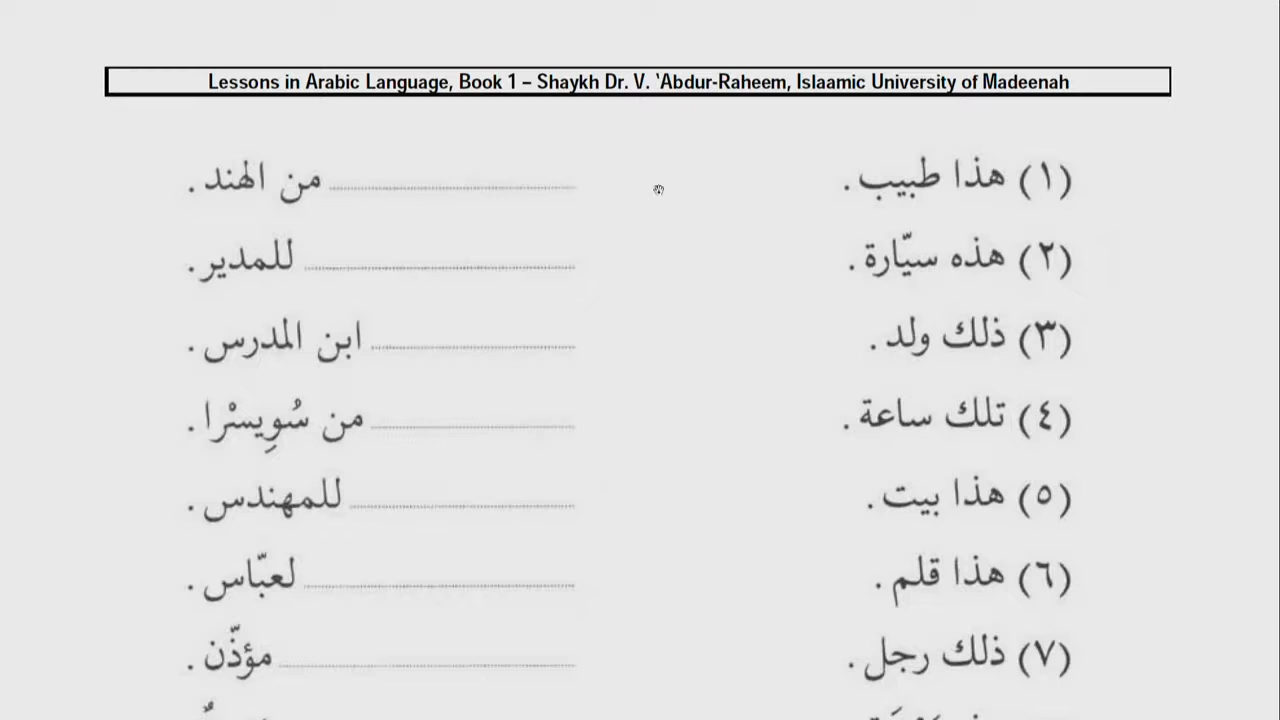 Lessons in Arabic Language, Book 1 – Shaykh Dr. V. ‛Abdur-Raheem, Islaamic University of Madeenah
(١) هذا طبيب . ............ من الهند .
(٢) هذه سيّارة . ............ للمدير .
(٣) ذلك ولد . ............ ابن المدرس .
(٤) تلك ساعة . ............ من سُوِيسْرا .
(٥) هذا بيت . ............ للمهندس .
(٦) هذا قلم . ............ لعبّاس .
(٧) ذلك رجل . ............ مؤذّن .